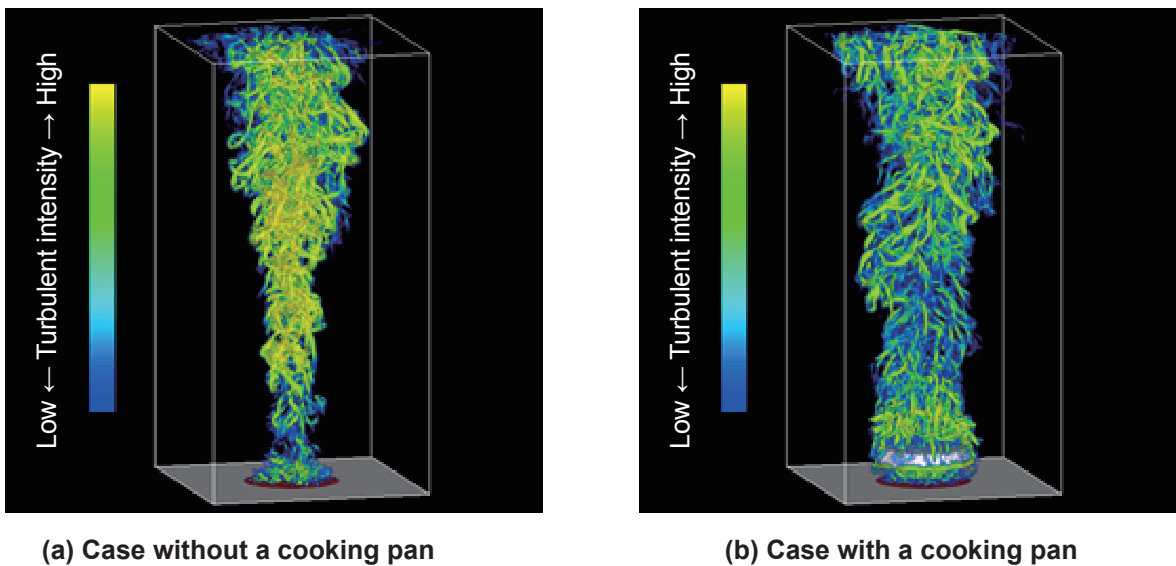 Low ← Turbulent intensity → High
Low ← Turbulent intensity → High
(a) Case without a cooking pan
(b) Case with a cooking pan